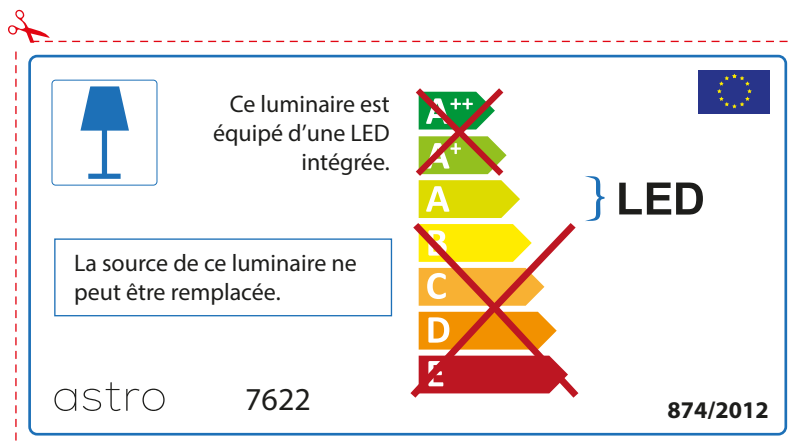 Ce luminaire est
équipé d’une LED
intégrée.
A++
A+
A
B
C
D
E
LED
La source de ce luminaire ne
peut être remplacée.
astro 7622
874/2012